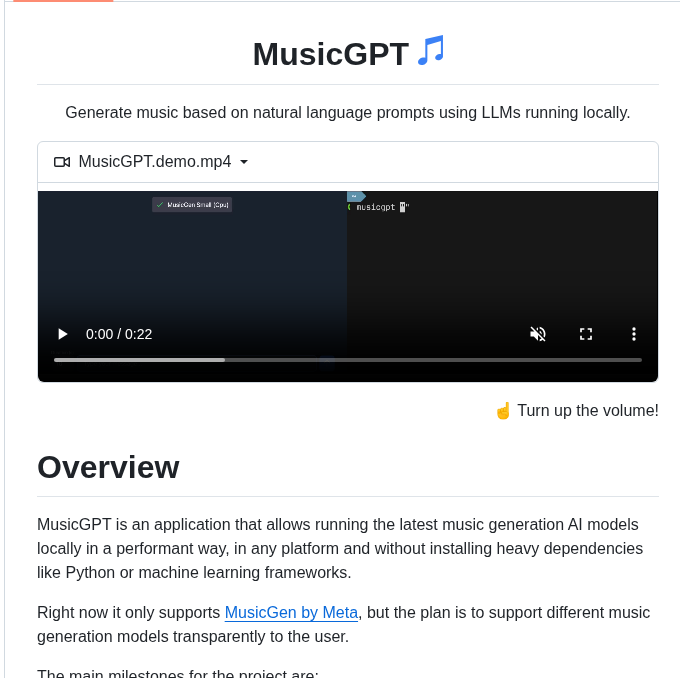 MusicGPT 🎵
Generate music based on natural language prompts using LLMs running locally.
MusicGPT.demo.mp4
MusicGen Small (Cpu)
musicgpt ""
0:00 / 0:22
☝️ Turn up the volume!
Overview
MusicGPT is an application that allows running the latest music generation AI models
locally in a performant way, in any platform and without installing heavy dependencies
like Python or machine learning frameworks.
Right now it only supports MusicGen by Meta, but the plan is to support different music
generation models transparently to the user.
The main milestones for the project are: